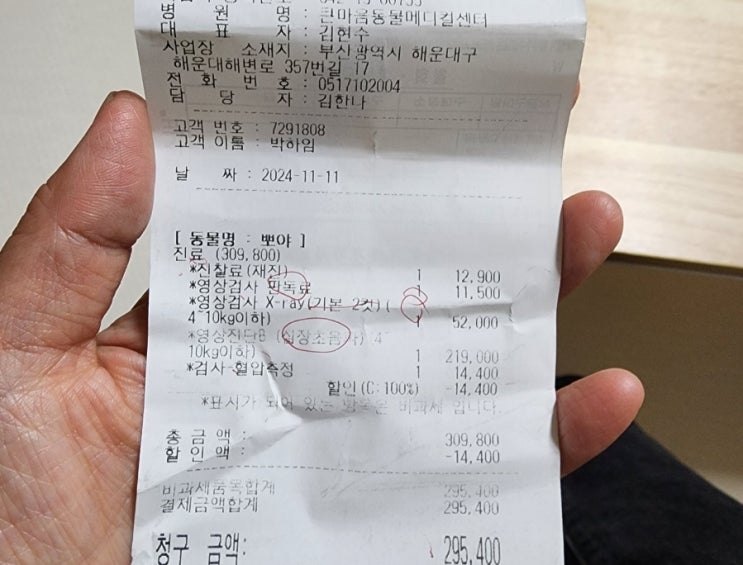 병 원 명 : 큰마음동물메디컬센터
대 표 자 : 김현수
사업장 소재지 : 부산광역시 해운대구
해운대해변로 357번길 17
전 화 번 호 : 0517102004
담 당 자 : 김한나
고객 번호 : 7291808
고객 이름 : 박하임
날 짜 : 2024-11-11
[ 동물명 : 뽀야 ]
진료 (309,800)
*진찰료(재진) 1 12,900
*영상검사 판독료 1 11,500
*영상검사 X-ray(기본 2컷) (
4~10kg이하) 1 52,000
*영상진단B (심장초음파) (4~
10kg이하) 1 219,000
*검사-혈압측정 1 14,400
할인(C:100%) -14,400
*표시가 되어 있는 항목은 비과세 입니다.
총 금 액 : 309,800
할 인 액 : -14,400
비과세품목합계 295,400
결제금액합계 295,400
청구 금액: 295,400